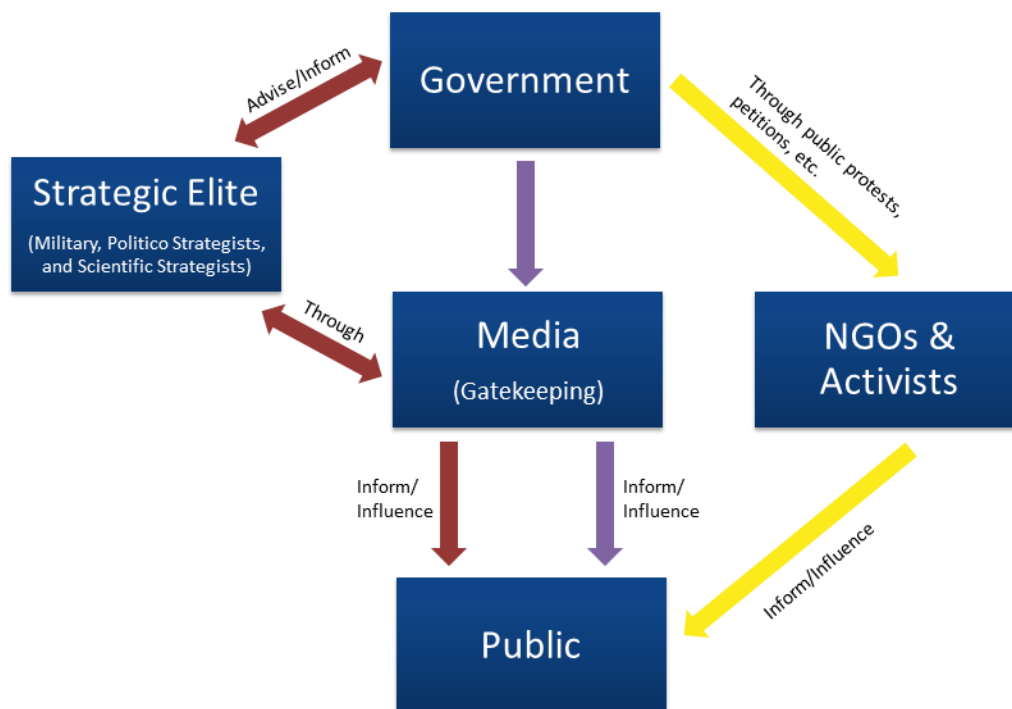 Government
Advise/Inform
Through public protests,
petitions, etc.
Strategic Elite
(Military, Politico Strategists,
and Scientific Strategists)
Through
Media
(Gatekeeping)
NGOs &
Activists
Inform/
Influence
Inform/
Influence
Inform/Influence
Public